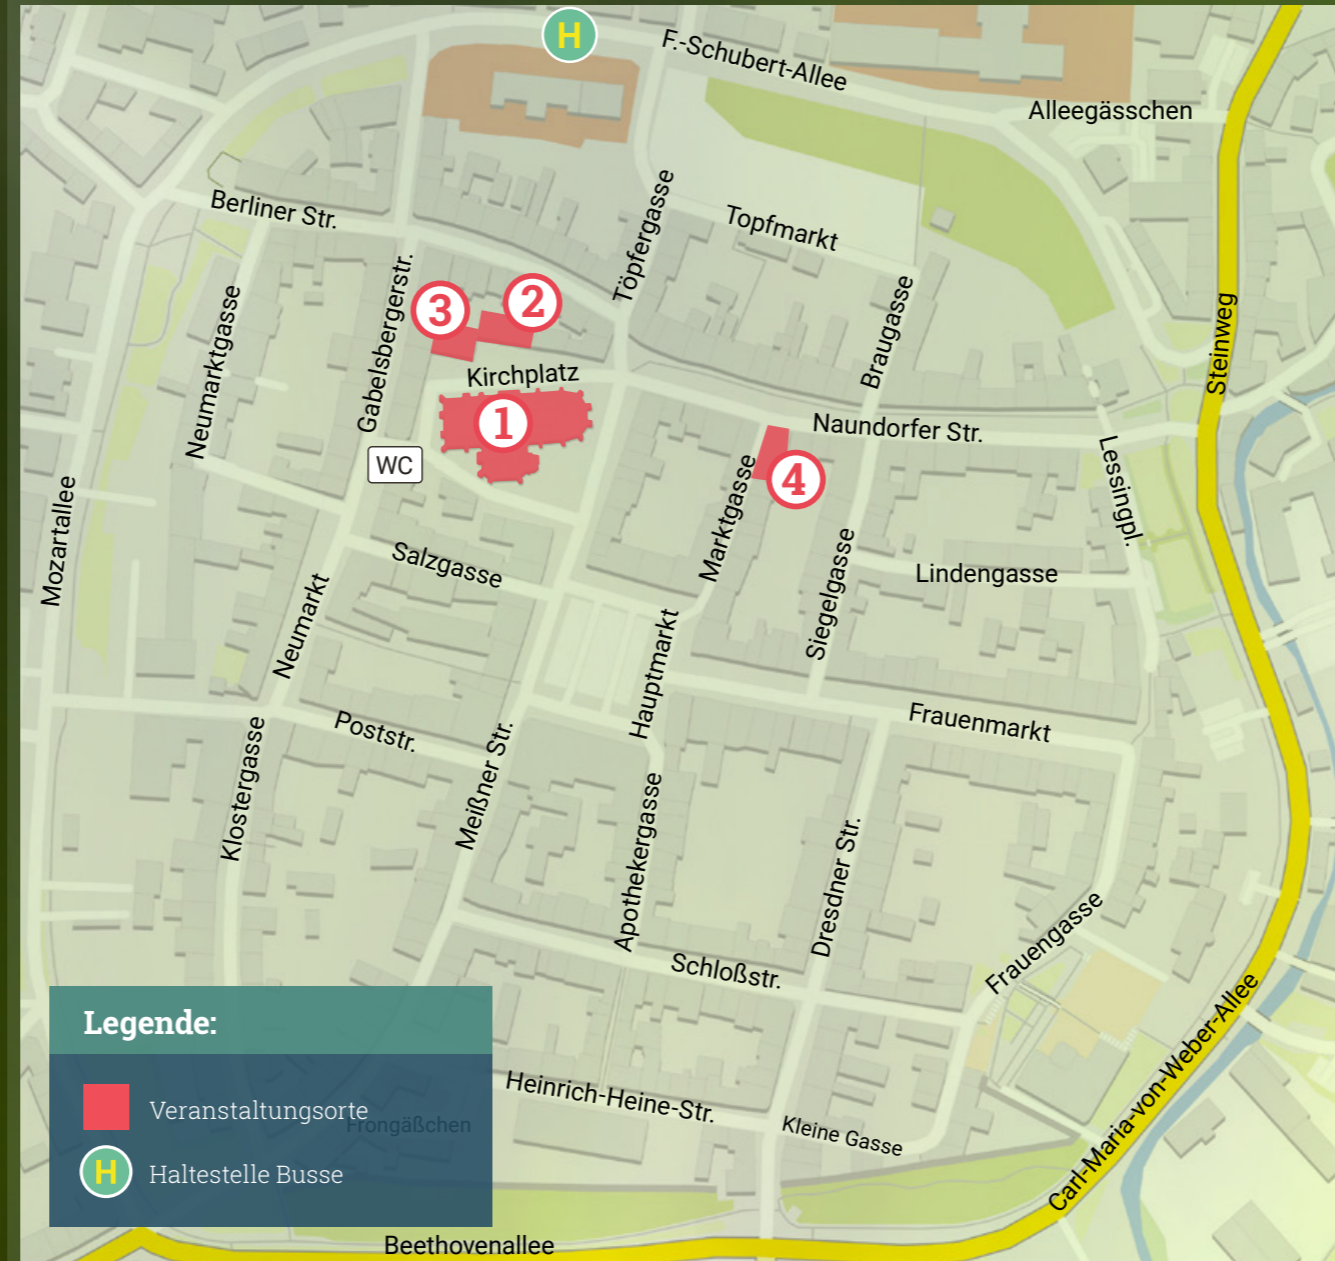 H
F.-Schubert-Allee
Alleegässchen
Berliner Str.
Töpfergasse
Topfmarkt
Neumarktgasse
Gabelsbergerstr.
3
2
Braugasse
Steinweg
Kirchplatz
1
Naundorfer Str.
WC
4
Marktgasse
Lessingpl.
Mozartallee
Salzgasse
Lindengasse
Siegelgasse
Neumarkt
Hauptmarkt
Frauenmarkt
Poststr.
Klostergasse
Meißner Str.
Apothekergasse
Dresdner Str.
Schloßstr.
Frauengasse
Carl-Maria-von-Weber-Allee
Legende:
Veranstaltungsorte
Frongäßchen
H Haltestelle Busse
Heinrich-Heine-Str.
Kleine Gasse
Beethovenallee